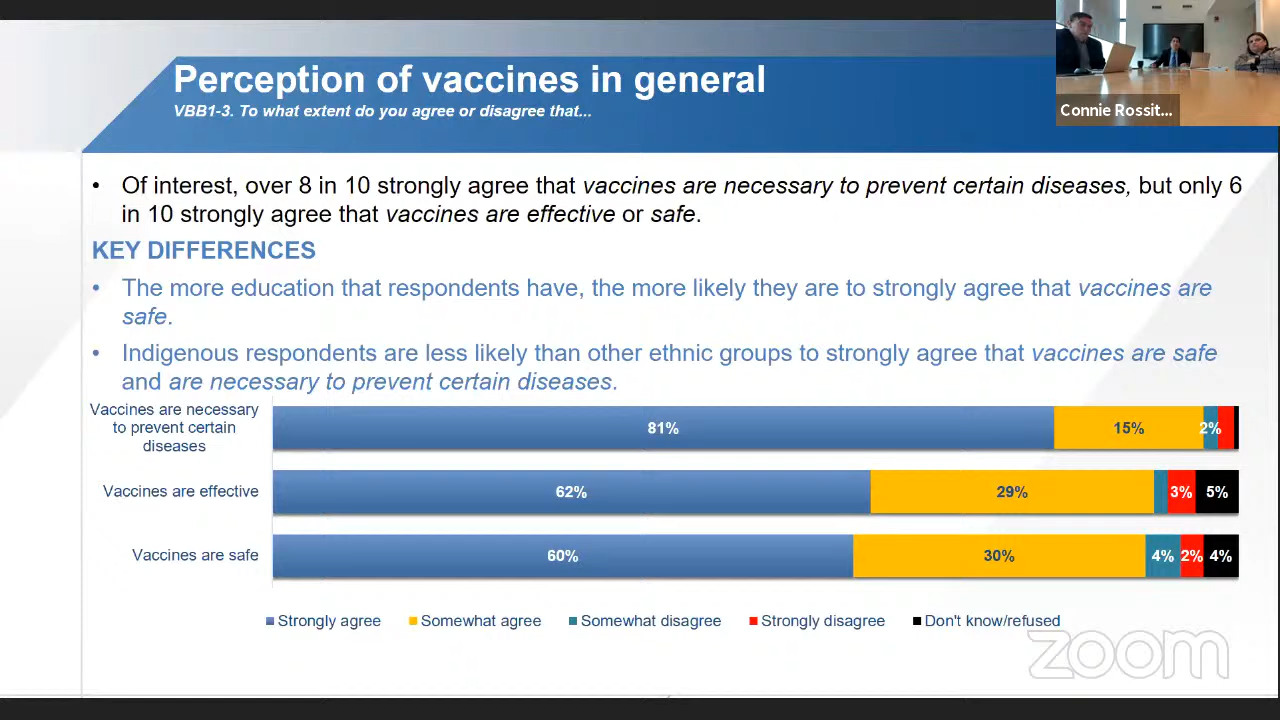 Perception of vaccines in general
VBB1-3. To what extent do you agree or disagree that...
Connie Rossit...
• Of interest, over 8 in 10 strongly agree that vaccines are necessary to prevent certain diseases, but only 6
in 10 strongly agree that vaccines are effective or safe.
KEY DIFFERENCES
• The more education that respondents have, the more likely they are to strongly agree that vaccines are
safe.
• Indigenous respondents are less likely than other ethnic groups to strongly agree that vaccines are safe
and are necessary to prevent certain diseases.
Vaccines are necessary
to prevent certain
diseases
81% 15% 2%
Vaccines are effective
62% 29% 3% 5%
Vaccines are safe
60% 30% 4% 2% 4%
Strongly agree Somewhat agree Somewhat disagree Strongly disagree Don't know/refused
zoom